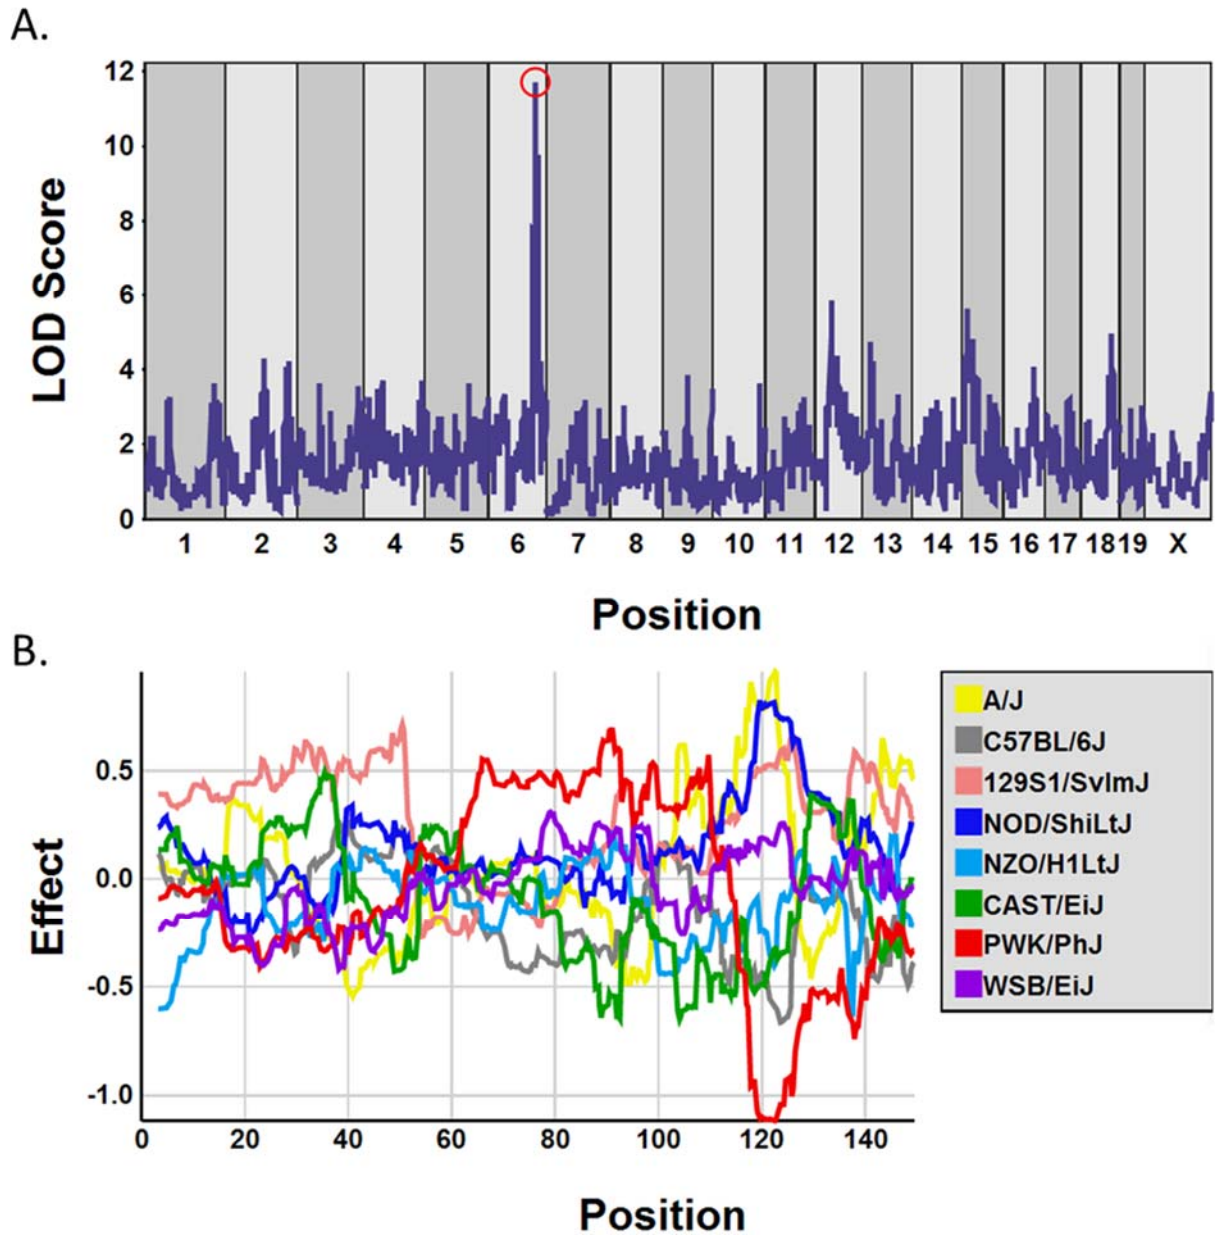 A.
LOD Score
12
10
8
6
4
2
0
1 2 3 4 5 6 7 8 9 10 11 12 13 14 15 16 17 18 19 X
Position
B.
Effect
0.5
0.0
-0.5
-1.0
0 20 40 60 80 100 120 140
Position
A/J
C57BL/6J
129S1/SvlmJ
NOD/ShiLtJ
NZO/H1LtJ
CAST/EiJ
PWK/PhJ
WSB/EiJ